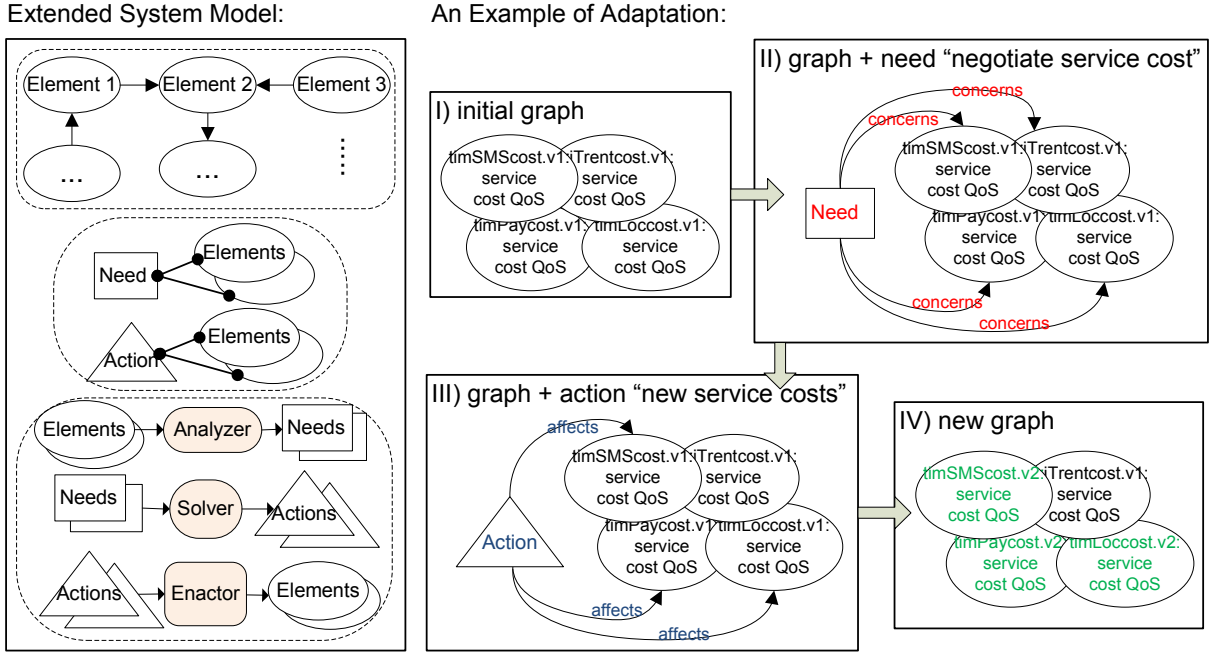 Extended System Model:
Element 1
Element 2
Element 3
...
...
Need
Elements
Action
Elements
Elements
Analyzer
Needs
Needs
Solver
Actions
Actions
Enactor
Elements
An Example of Adaptation:
I) initial graph
timSMScost.v1:
service
cost QoS
iTrentcost.v1:
service
cost QoS
timPaycost.v1:
service
cost QoS
timLoccost.v1:
service
cost QoS
II) graph + need “negotiate service cost”
concerns
concerns
Need
timSMScost.v1:
service
cost QoS
iTrentcost.v1:
service
cost QoS
timPaycost.v1:
service
cost QoS
timLoccost.v1:
service
cost QoS
concerns
concerns
III) graph + action “new service costs”
affects
Action
timSMScost.v1:
service
cost QoS
iTrentcost.v1:
service
cost QoS
timPaycost.v1
service
cost QoS
timLoccost.v1:
service
cost QoS
affects
affects
IV) new graph
timSMScost.v2:
service
cost QoS
iTrentcost.v1:
service
cost QoS
timPaycost.v2
service
cost QoS
timLoccost.v2:
service
cost QoS